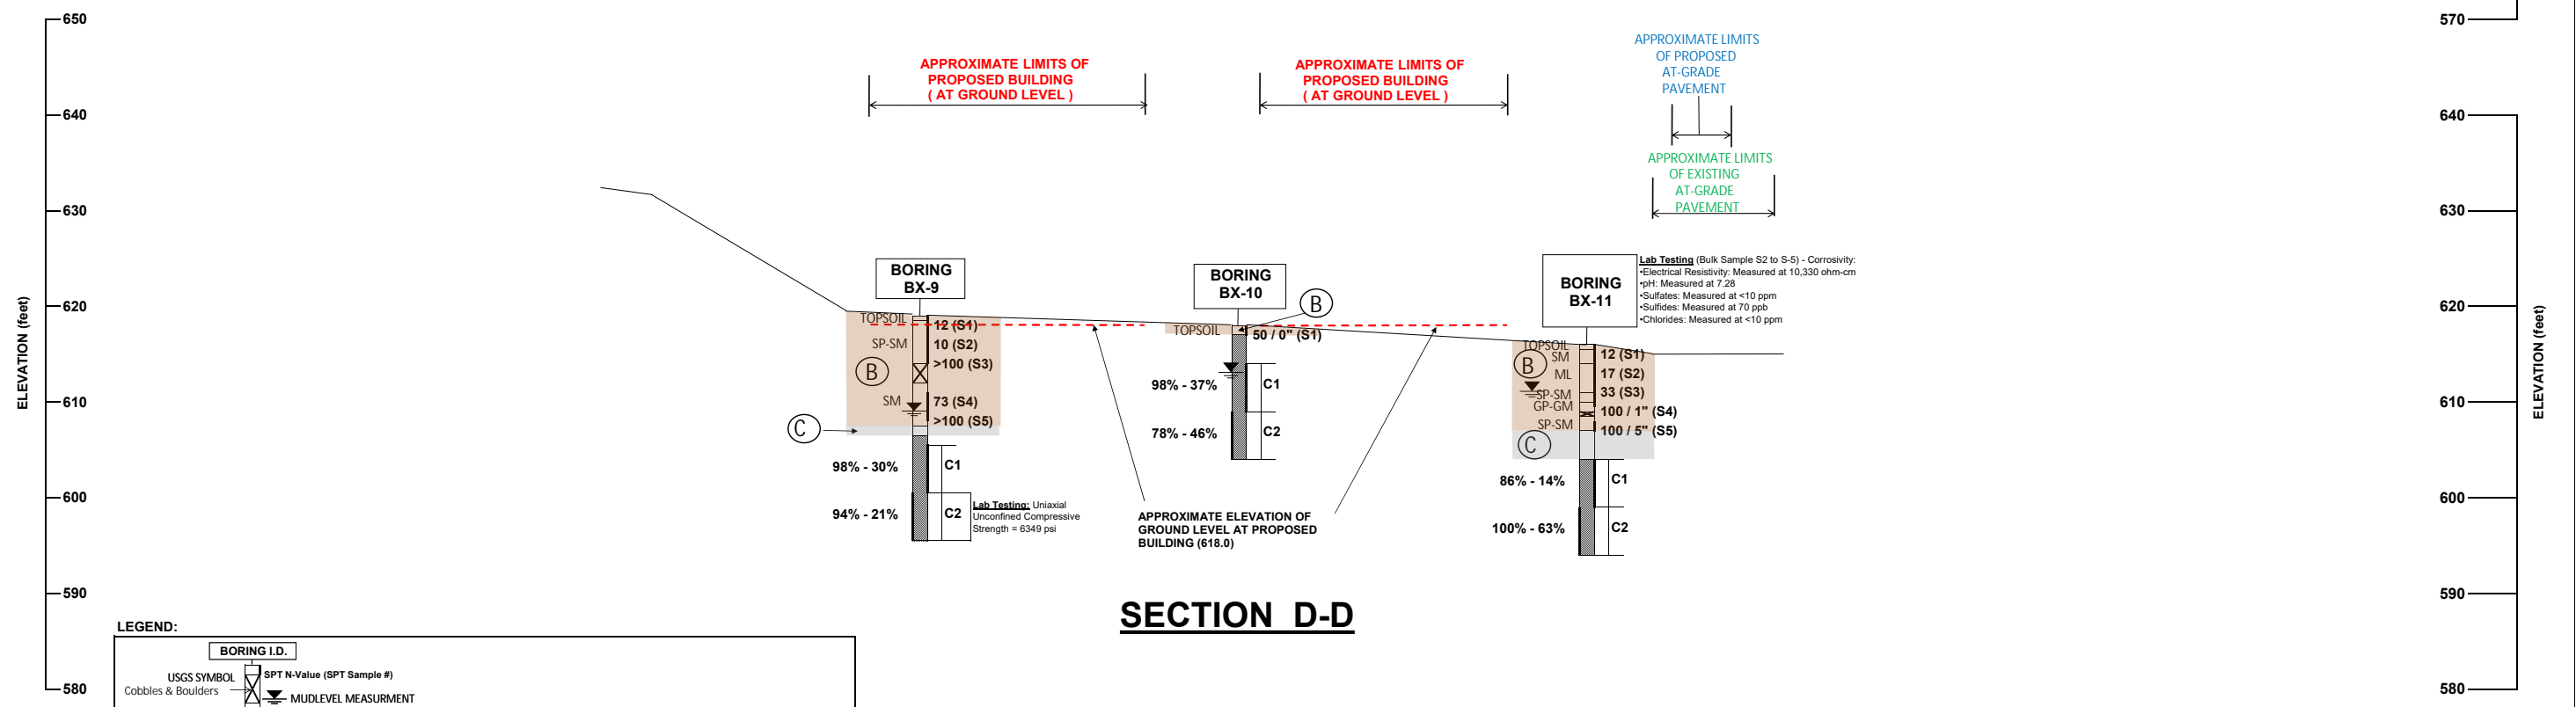 650
640
630
620
610
600
590
580
ELEVATION (feet)
APPROXIMATE LIMITS OF
PROPOSED BUILDING
( AT GROUND LEVEL )
APPROXIMATE LIMITS OF
PROPOSED BUILDING
( AT GROUND LEVEL )
APPROXIMATE LIMITS
OF PROPOSED
AT-GRADE
PAVEMENT
APPROXIMATE LIMITS
OF EXISTING
AT-GRADE
PAVEMENT
BORING
BX-9
TOPSOIL
12 (S1)
SP-SM
10 (S2)
>100 (S3)
B
SM
73 (S4)
>100 (S5)
C
98% - 30%
C1
94% - 21%
C2
Lab Testing: Uniaxial
Unconfined Compressive
Strength = 6349 psi
BORING
BX-10
B
TOPSOIL
50 / 0" (S1)
98% - 37%
C1
78% - 46%
C2
APPROXIMATE ELEVATION OF
GROUND LEVEL AT PROPOSED
BUILDING (618.0)
BORING
BX-11
Lab Testing (Bulk Sample S2 to S-5) - Corrosivity:
•Electrical Resistivity: Measured at 10,330 ohm-cm
•pH: Measured at 7.28
•Sulfates: Measured at <10 ppm
•Sulfides: Measured at 70 ppb
•Chlorides: Measured at <10 ppm
TOPSOIL
SM
12 (S1)
B
ML
17 (S2)
SP-SM
33 (S3)
GP-GM
100 / 1" (S4)
SP-SM
100 / 5" (S5)
C
86% - 14%
C1
100% - 63%
C2
570
640
630
620
610
600
590
580
ELEVATION (feet)
SECTION D-D
LEGEND:
BORING I.D.
USGS SYMBOL
SPT N-Value (SPT Sample #)
Cobbles & Boulders
MUDLEVEL MEASURMENT